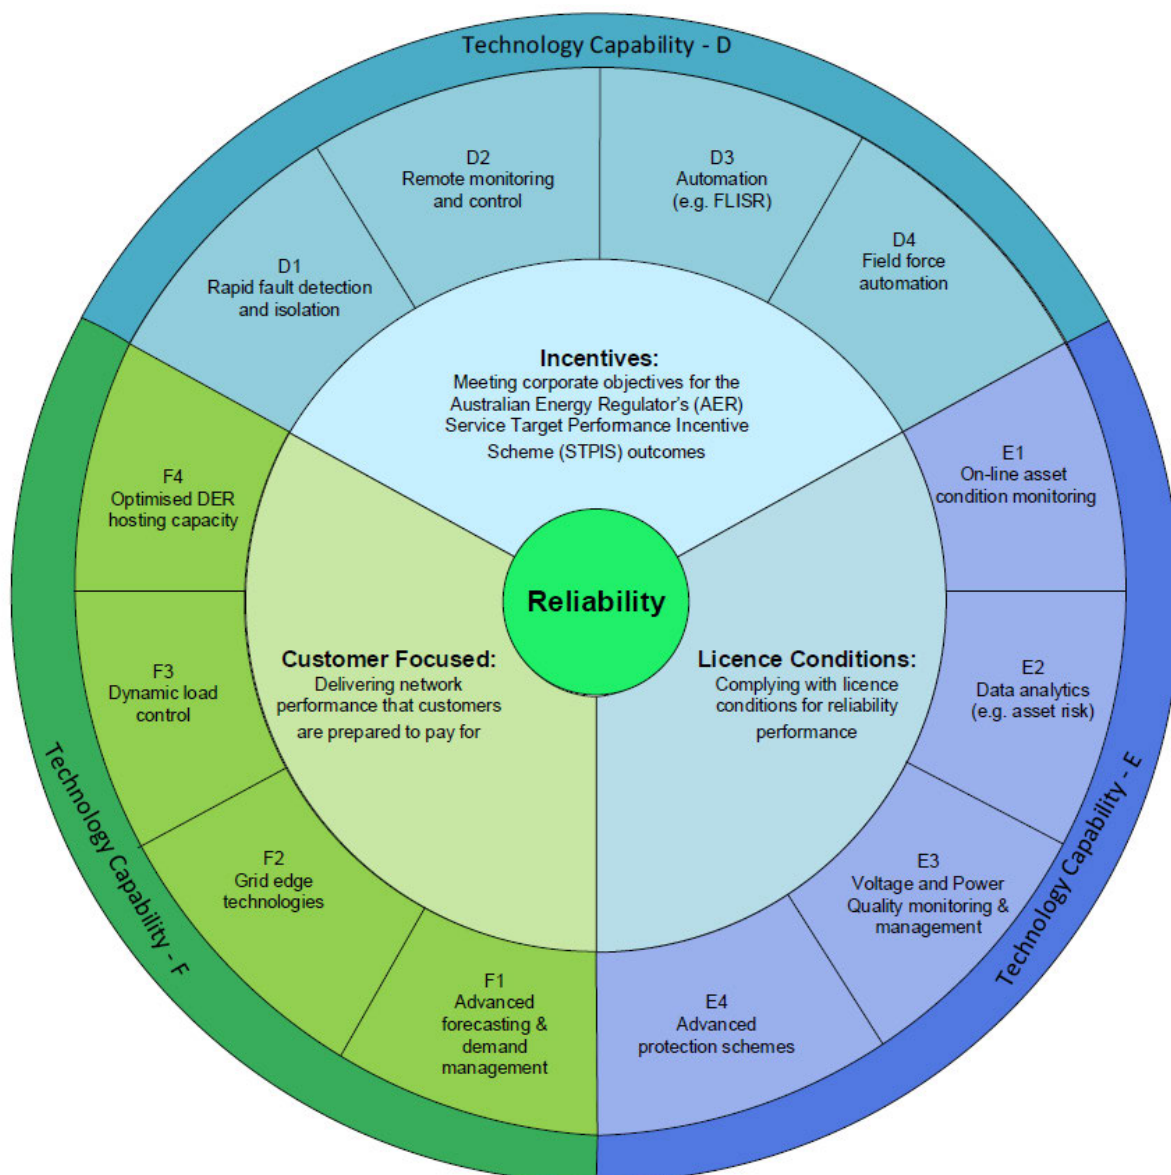 Technology Capability - D
D1
Rapid fault detection
and isolation
D2
Remote monitoring
and control
D3
Automation
(e.g. FLISR)
D4
Field force
automation
Incentives:
Meeting corporate objectives for the
Australian Energy Regulator's (AER)
Service Target Performance Incentive
Scheme (STPIS) outcomes
Reliability
Customer Focused:
Delivering network
performance that customers
are prepared to pay for
Licence Conditions:
Complying with licence
conditions for reliability
performance
Technology Capability - E
E1
On-line asset
condition monitoring
E2
Data analytics
(e.g. asset risk)
E3
Voltage and Power
Quality monitoring &
management
E4
Advanced
protection schemes
Technology Capability - F
F1
Advanced
forecasting &
demand
management
F2
Grid edge
technologies
F3
Dynamic load
control
F4
Optimised DER
hosting capacity